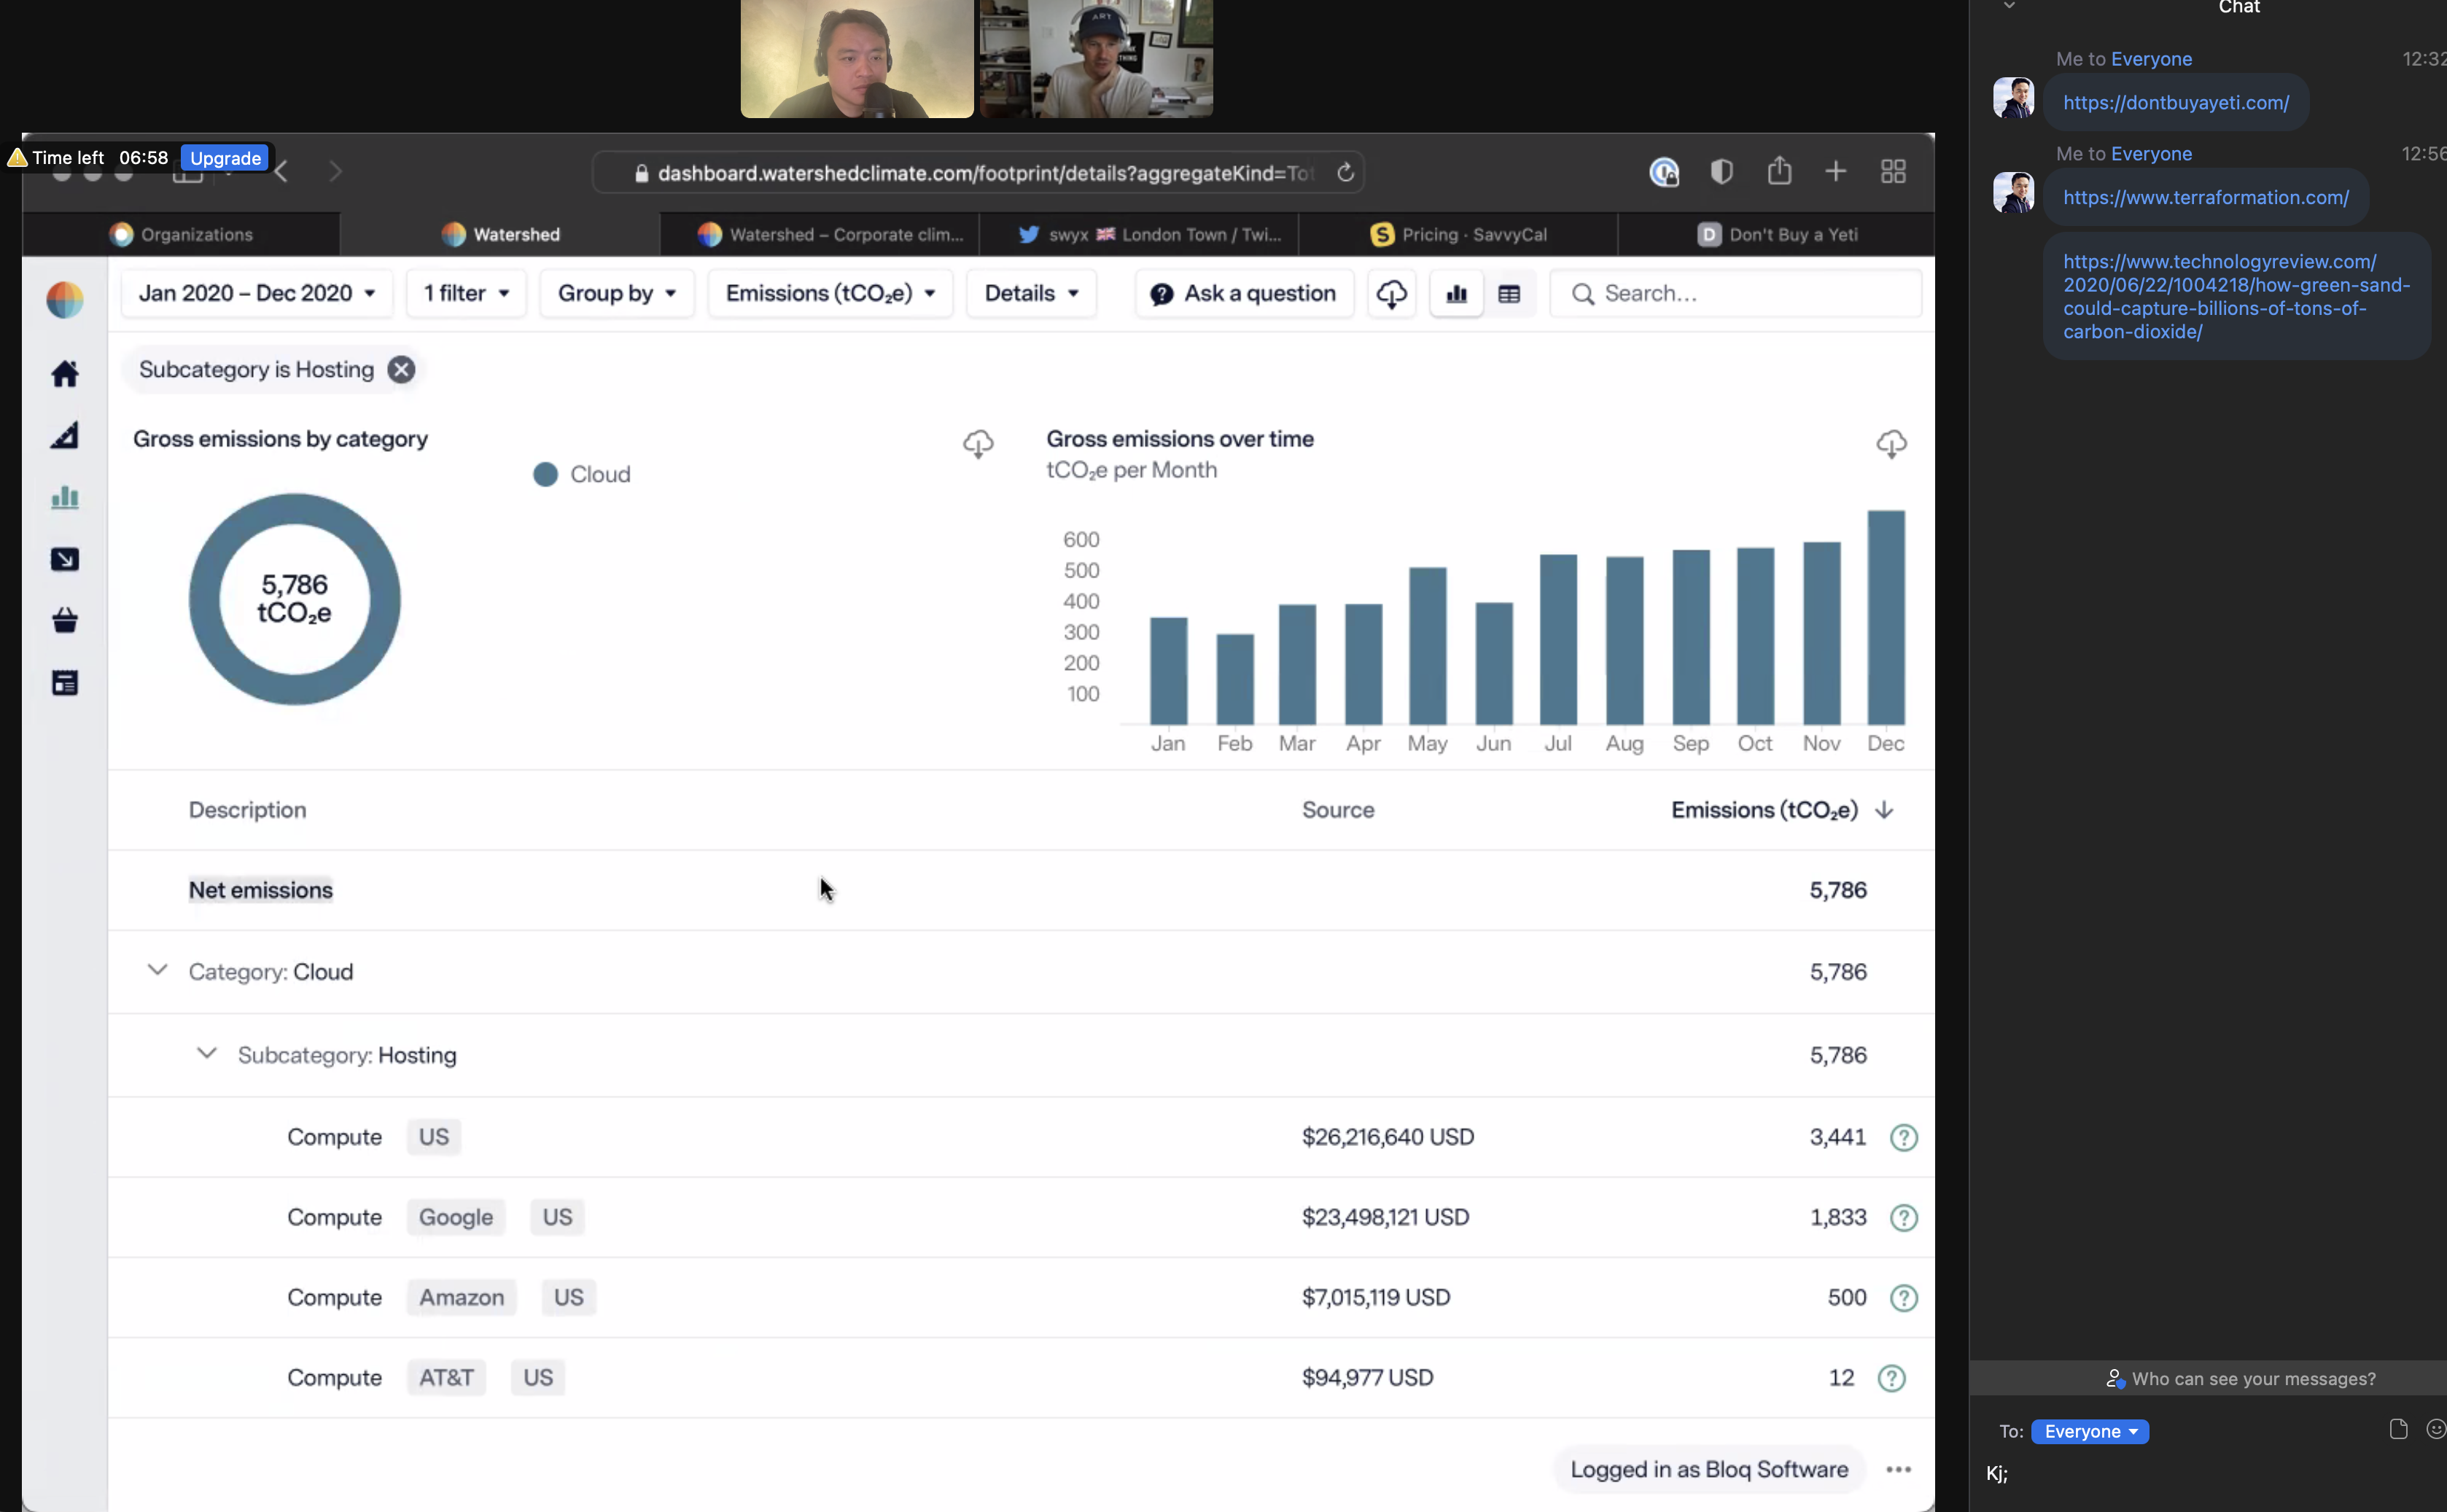 ART
THING
Time left 06:58 Upgrade
dashboard.watershedclimate.com/footprint/details?aggregateKind=Tot
Organizations
Watershed
Watershed – Corporate clim...
swyx 🇬🇧 London Town / Twi...
S Pricing · SavvyCal
D Don't Buy a Yeti
Jan 2020 – Dec 2020
1 filter
Group by
Emissions (tCO₂e)
Details
Ask a question
Search...
Subcategory is Hosting
Gross emissions by category
Cloud
5,786
tCO₂e
Gross emissions over time
tCO₂e per Month
600
500
400
300
200
100
Jan Feb Mar Apr May Jun Jul Aug Sep Oct Nov Dec
Description Source Emissions (tCO₂e)
Net emissions 5,786
Category: Cloud 5,786
Subcategory: Hosting 5,786
Compute US $26,216,640 USD 3,441 ?
Compute Google US $23,498,121 USD 1,833 ?
Compute Amazon US $7,015,119 USD 500 ?
Compute AT&T US $94,977 USD 12 ?
Logged in as Bloq Software
Chat
Me to Everyone 12:32
https://dontbuyayeti.com/
Me to Everyone 12:56
https://www.terraformation.com/
https://www.technologyreview.com/
2020/06/22/1004218/how-green-sand-
could-capture-billions-of-tons-of-
carbon-dioxide/
Who can see your messages?
To: Everyone
Kj;